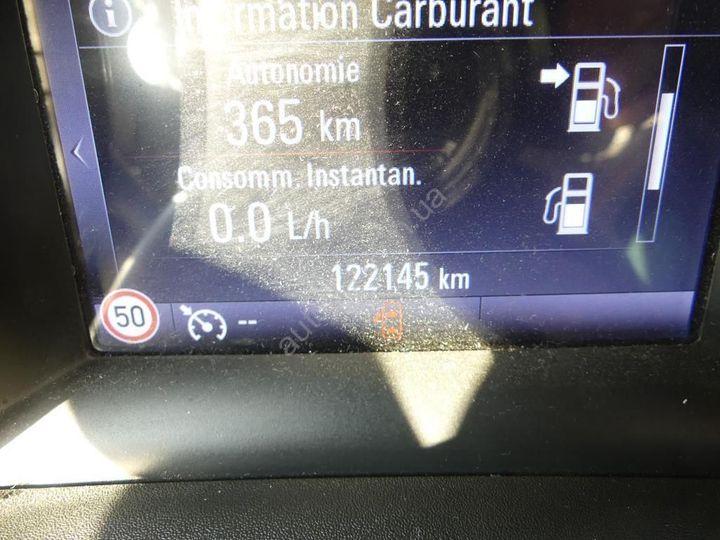 i Information Carburant
Autonomie
365 km
Consomm. Instantan.
0.0 L/h
122145 km
50 --